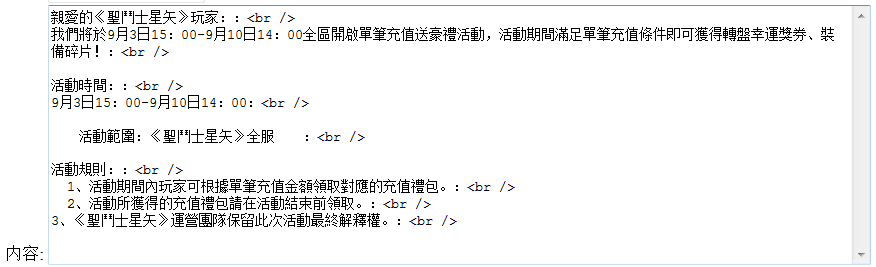 親愛的《聖鬥士星矢》玩家：:<br />
我們將於9月3日15：00-9月10日14：00全區開啟單筆充值送豪禮活動，活動期間滿足單筆充值條件即可獲得轉盤幸運獎券、裝
備碎片！:<br />
活動時間：:<br />
9月3日15：00-9月10日14：00:<br />
活動範圍：《聖鬥士星矢》全服 :<br />
活動規則：:<br />
1、活動期間內玩家可根據單筆充值金額領取對應的充值禮包。:<br />
2、活動所獲得的充值禮包請在活動結束前領取。:<br />
3、《聖鬥士星矢》運營團隊保留此次活動最終解釋權。:<br />
内容: